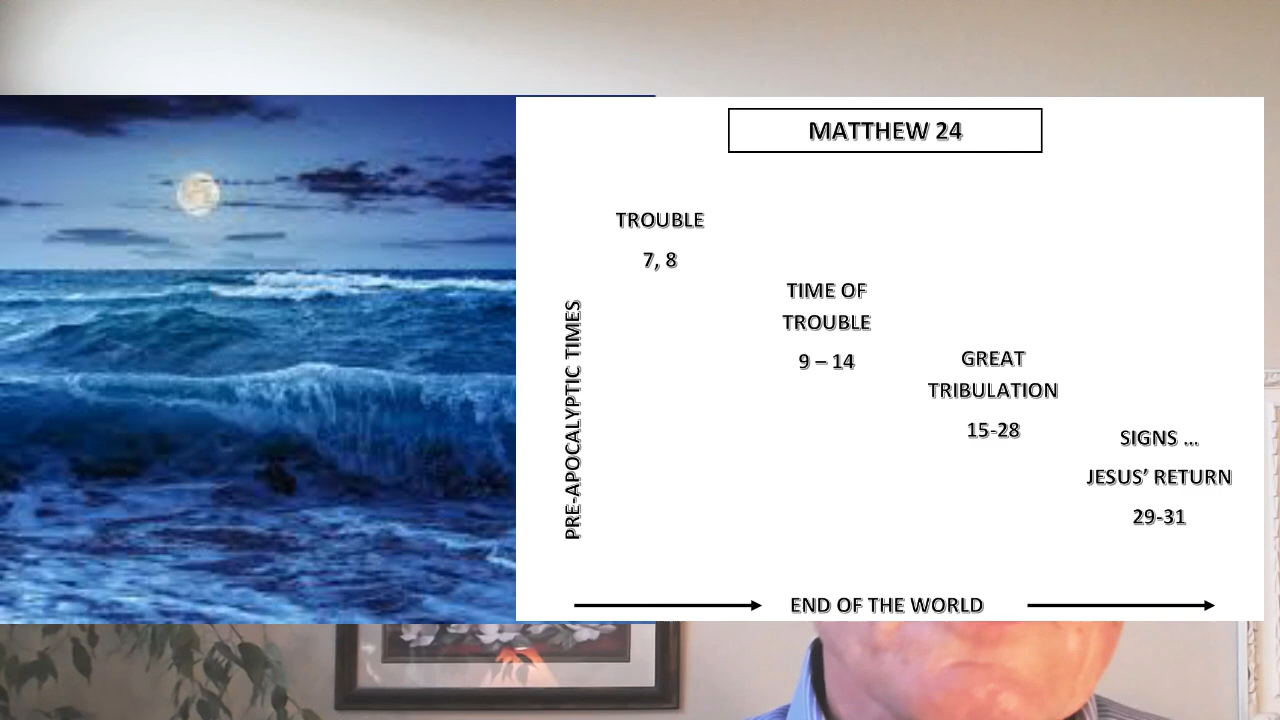 MATTHEW 24
TROUBLE
7, 8
TIME OF
TROUBLE
9 – 14
GREAT
TRIBULATION
15-28
SIGNS ...
JESUS’ RETURN
29-31
PRE-APOCALYPTIC TIMES
END OF THE WORLD